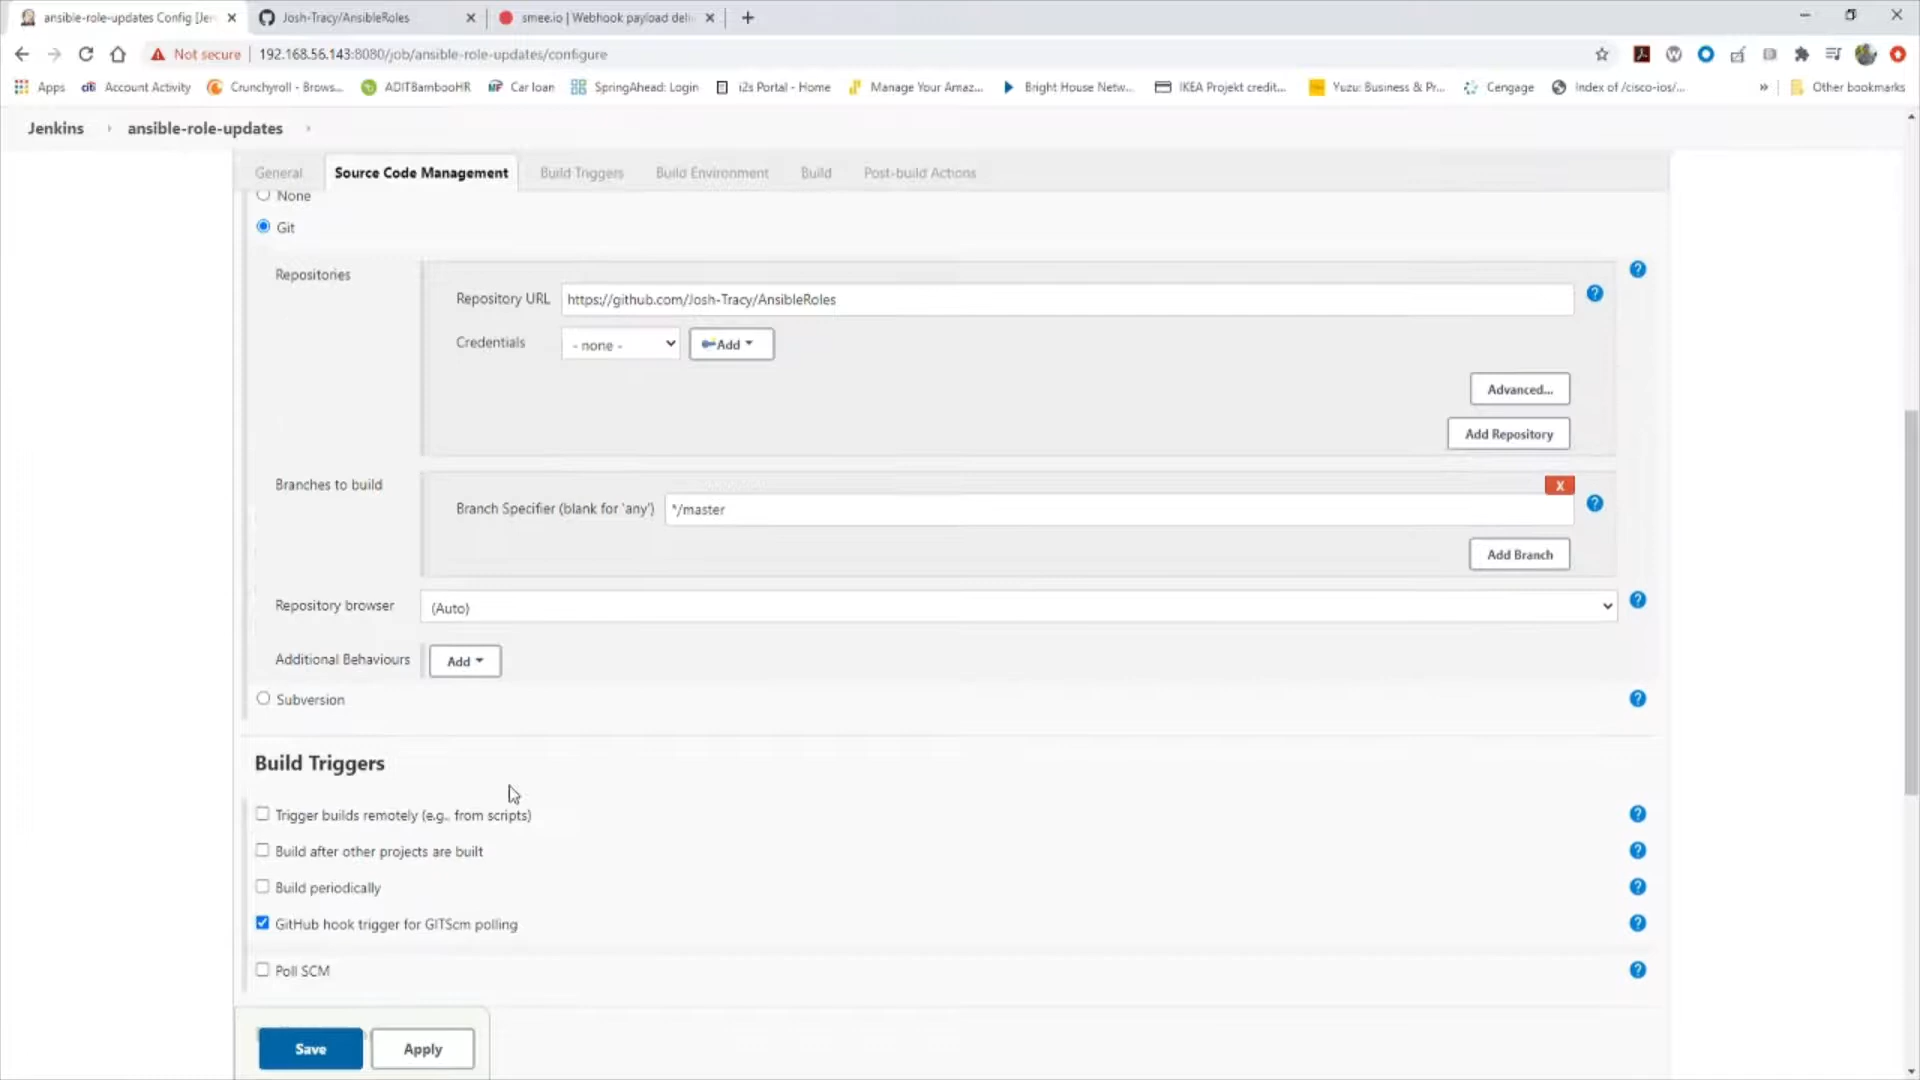 ansible-role-updates Config [Jen
Josh-Tracy/AnsibleRoles
smee.io | Webhook payload deli
Not secure
192.168.56.143:8080/job/ansible-role-updates/configure
Apps
citi Account Activity
Crunchyroll - Brows...
ADITBambooHR
Car loan
SpringAhead: Login
i2s Portal - Home
Manage Your Amaz...
Bright House Netw...
IKEA Projekt credit...
Yuzu: Business & Pr...
Cengage
Index of /cisco-ios/...
»
Other bookmarks
Jenkins
ansible-role-updates
General
Source Code Management
Build Triggers
Build Environment
Build
Post-build Actions
None
Git
Repositories
Repository URL
https://github.com/Josh-Tracy/AnsibleRoles
Credentials
- none -
Add
Advanced...
Add Repository
Branches to build
X
Branch Specifier (blank for 'any')
*/master
Add Branch
Repository browser
(Auto)
Additional Behaviours
Add
Subversion
Build Triggers
Trigger builds remotely (e.g., from scripts)
Build after other projects are built
Build periodically
GitHub hook trigger for GITScm polling
Poll SCM
Save
Apply